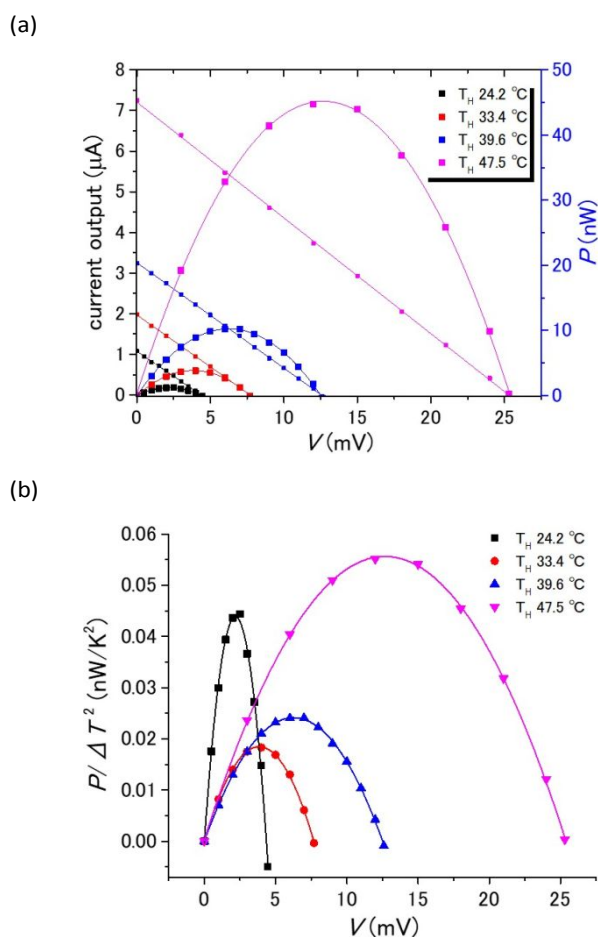 (a)
8
7
6
5
4
3
2
1
0
current output (μA)
50
40
30
20
10
0
P (nW)
T_H 24.2 °C
T_H 33.4 °C
T_H 39.6 °C
T_H 47.5 °C
0 5 10 15 20 25
V (mV)
(b)
0.06
0.05
0.04
0.03
0.02
0.01
0.00
P/ΔT² (nW/K²)
T_H 24.2 °C
T_H 33.4 °C
T_H 39.6 °C
T_H 47.5 °C
0 5 10 15 20 25
V (mV)